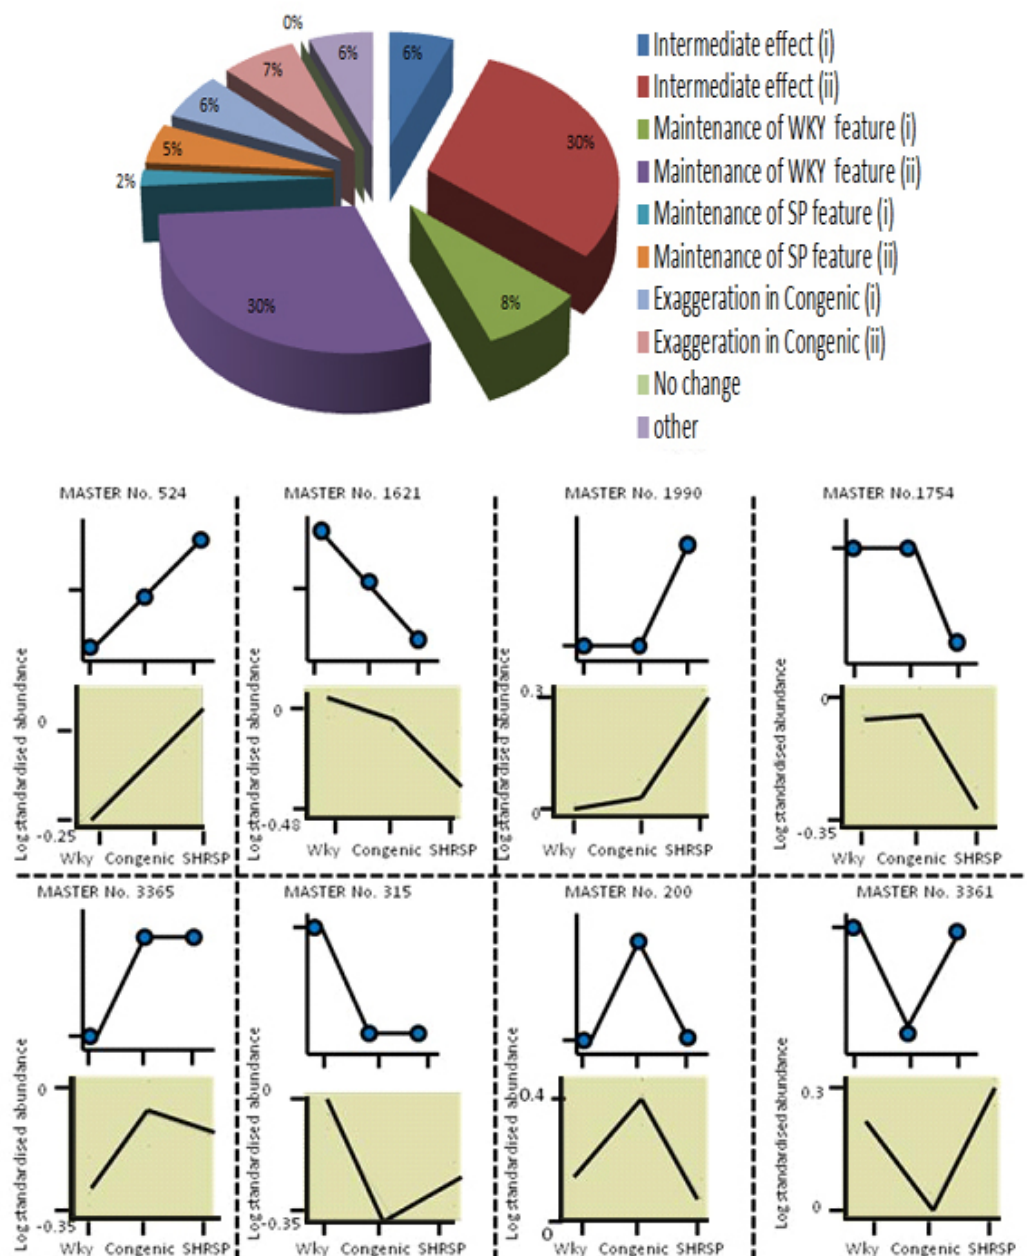 0%
6%
6%
7%
6%
5%
2%
30%
30%
8%
Intermediate effect (i)
Intermediate effect (ii)
Maintenance of WKY feature (i)
Maintenance of WKY feature (ii)
Maintenance of SP feature (i)
Maintenance of SP feature (ii)
Exaggeration in Congenic (i)
Exaggeration in Congenic (ii)
No change
other
MASTER No. 524
Log standardised abundance
0
-0.25
Wky Congenic SHRSP
MASTER No. 1621
Log standardised abundance
0
-0.48
Wky Congenic SHRSP
MASTER No. 1990
Log standardised abundance
0.3
0
Wky Congenic SHRSP
MASTER No.1754
Log standardised abundance
0
-0.35
Wky Congenic SHRSP
MASTER No. 3365
Log standardised abundance
0
-0.35
Wky Congenic SHRSP
MASTER No. 315
Log standardised abundance
0
-0.35
Wky Congenic SHRSP
MASTER No. 200
Log standardised abundance
0.4
0
Wky Congenic SHRSP
MASTER No. 3361
Log standardised abundance
0.3
0
Wky Congenic SHRSP